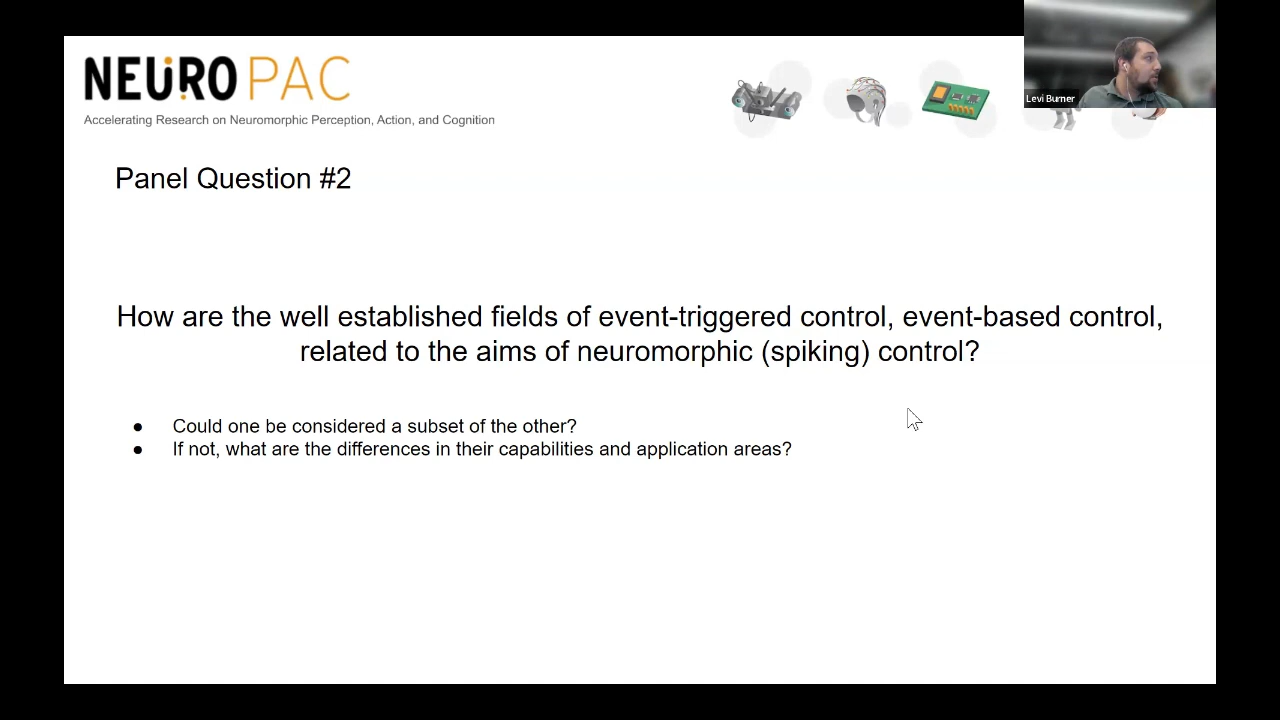 NEURO PAC
Accelerating Research on Neuromorphic Perception, Action, and Cognition
Levi Burner
Panel Question #2
How are the well established fields of event-triggered control, event-based control,
related to the aims of neuromorphic (spiking) control?
● Could one be considered a subset of the other?
● If not, what are the differences in their capabilities and application areas?